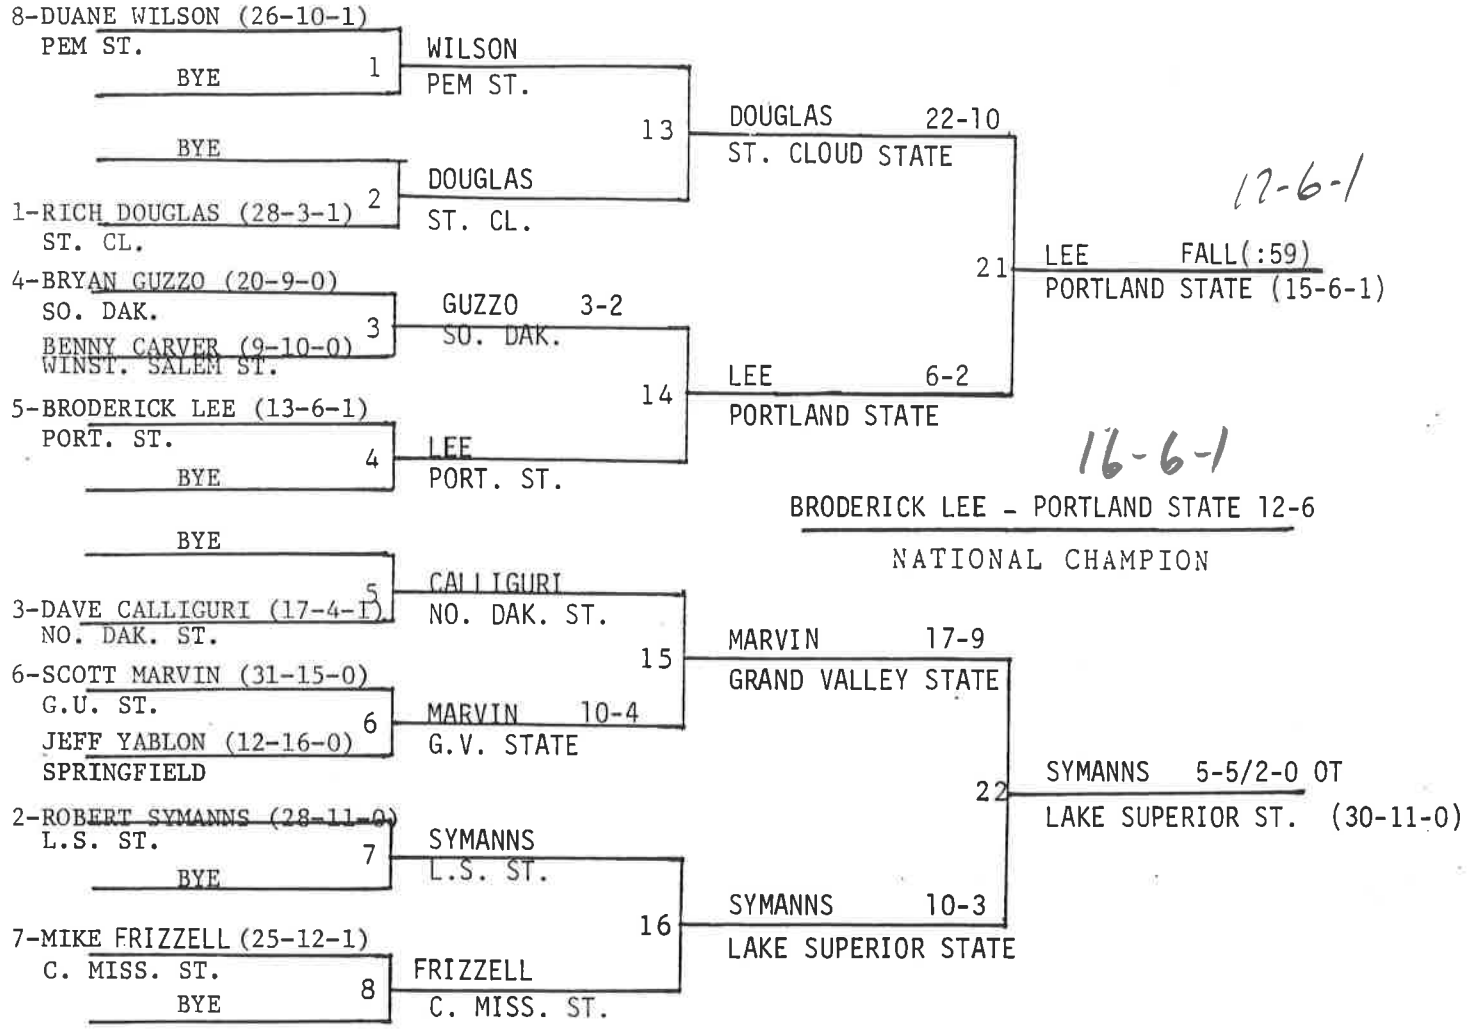 8-DUANE WILSON (26-10-1)
PEM ST.
BYE
1
WILSON
PEM ST.
BYE
2
1-RICH DOUGLAS (28-3-1)
ST. CL.
DOUGLAS
ST. CL.
13
DOUGLAS 22-10
ST. CLOUD STATE
4-BRYAN GUZZO (20-9-0)
SO. DAK.
3
BENNY CARVER (9-10-0)
WINST. SALEM ST.
GUZZO 3-2
SO. DAK.
5-BRODERICK LEE (13-6-1)
PORT. ST.
4
BYE
LEE
PORT. ST.
14
LEE 6-2
PORTLAND STATE
21
17-6-1
LEE FALL(:59)
PORTLAND STATE (15-6-1)
16-6-1
BRODERICK LEE - PORTLAND STATE 12-6
NATIONAL CHAMPION
BYE
5
3-DAVE CALLIGURI (17-4-1)
NO. DAK. ST.
CALLIGURI
NO. DAK. ST.
6-SCOTT MARVIN (31-15-0)
G.U. ST.
6
JEFF YABLON (12-16-0)
SPRINGFIELD
MARVIN 10-4
G.V. STATE
15
MARVIN 17-9
GRAND VALLEY STATE
2-ROBERT SYMANNS (28-11-0)
L.S. ST.
7
BYE
SYMANNS
L.S. ST.
7-MIKE FRIZZELL (25-12-1)
C. MISS. ST.
8
BYE
FRIZZELL
C. MISS. ST.
16
SYMANNS 10-3
LAKE SUPERIOR STATE
22
SYMANNS 5-5/2-0 OT
LAKE SUPERIOR ST. (30-11-0)